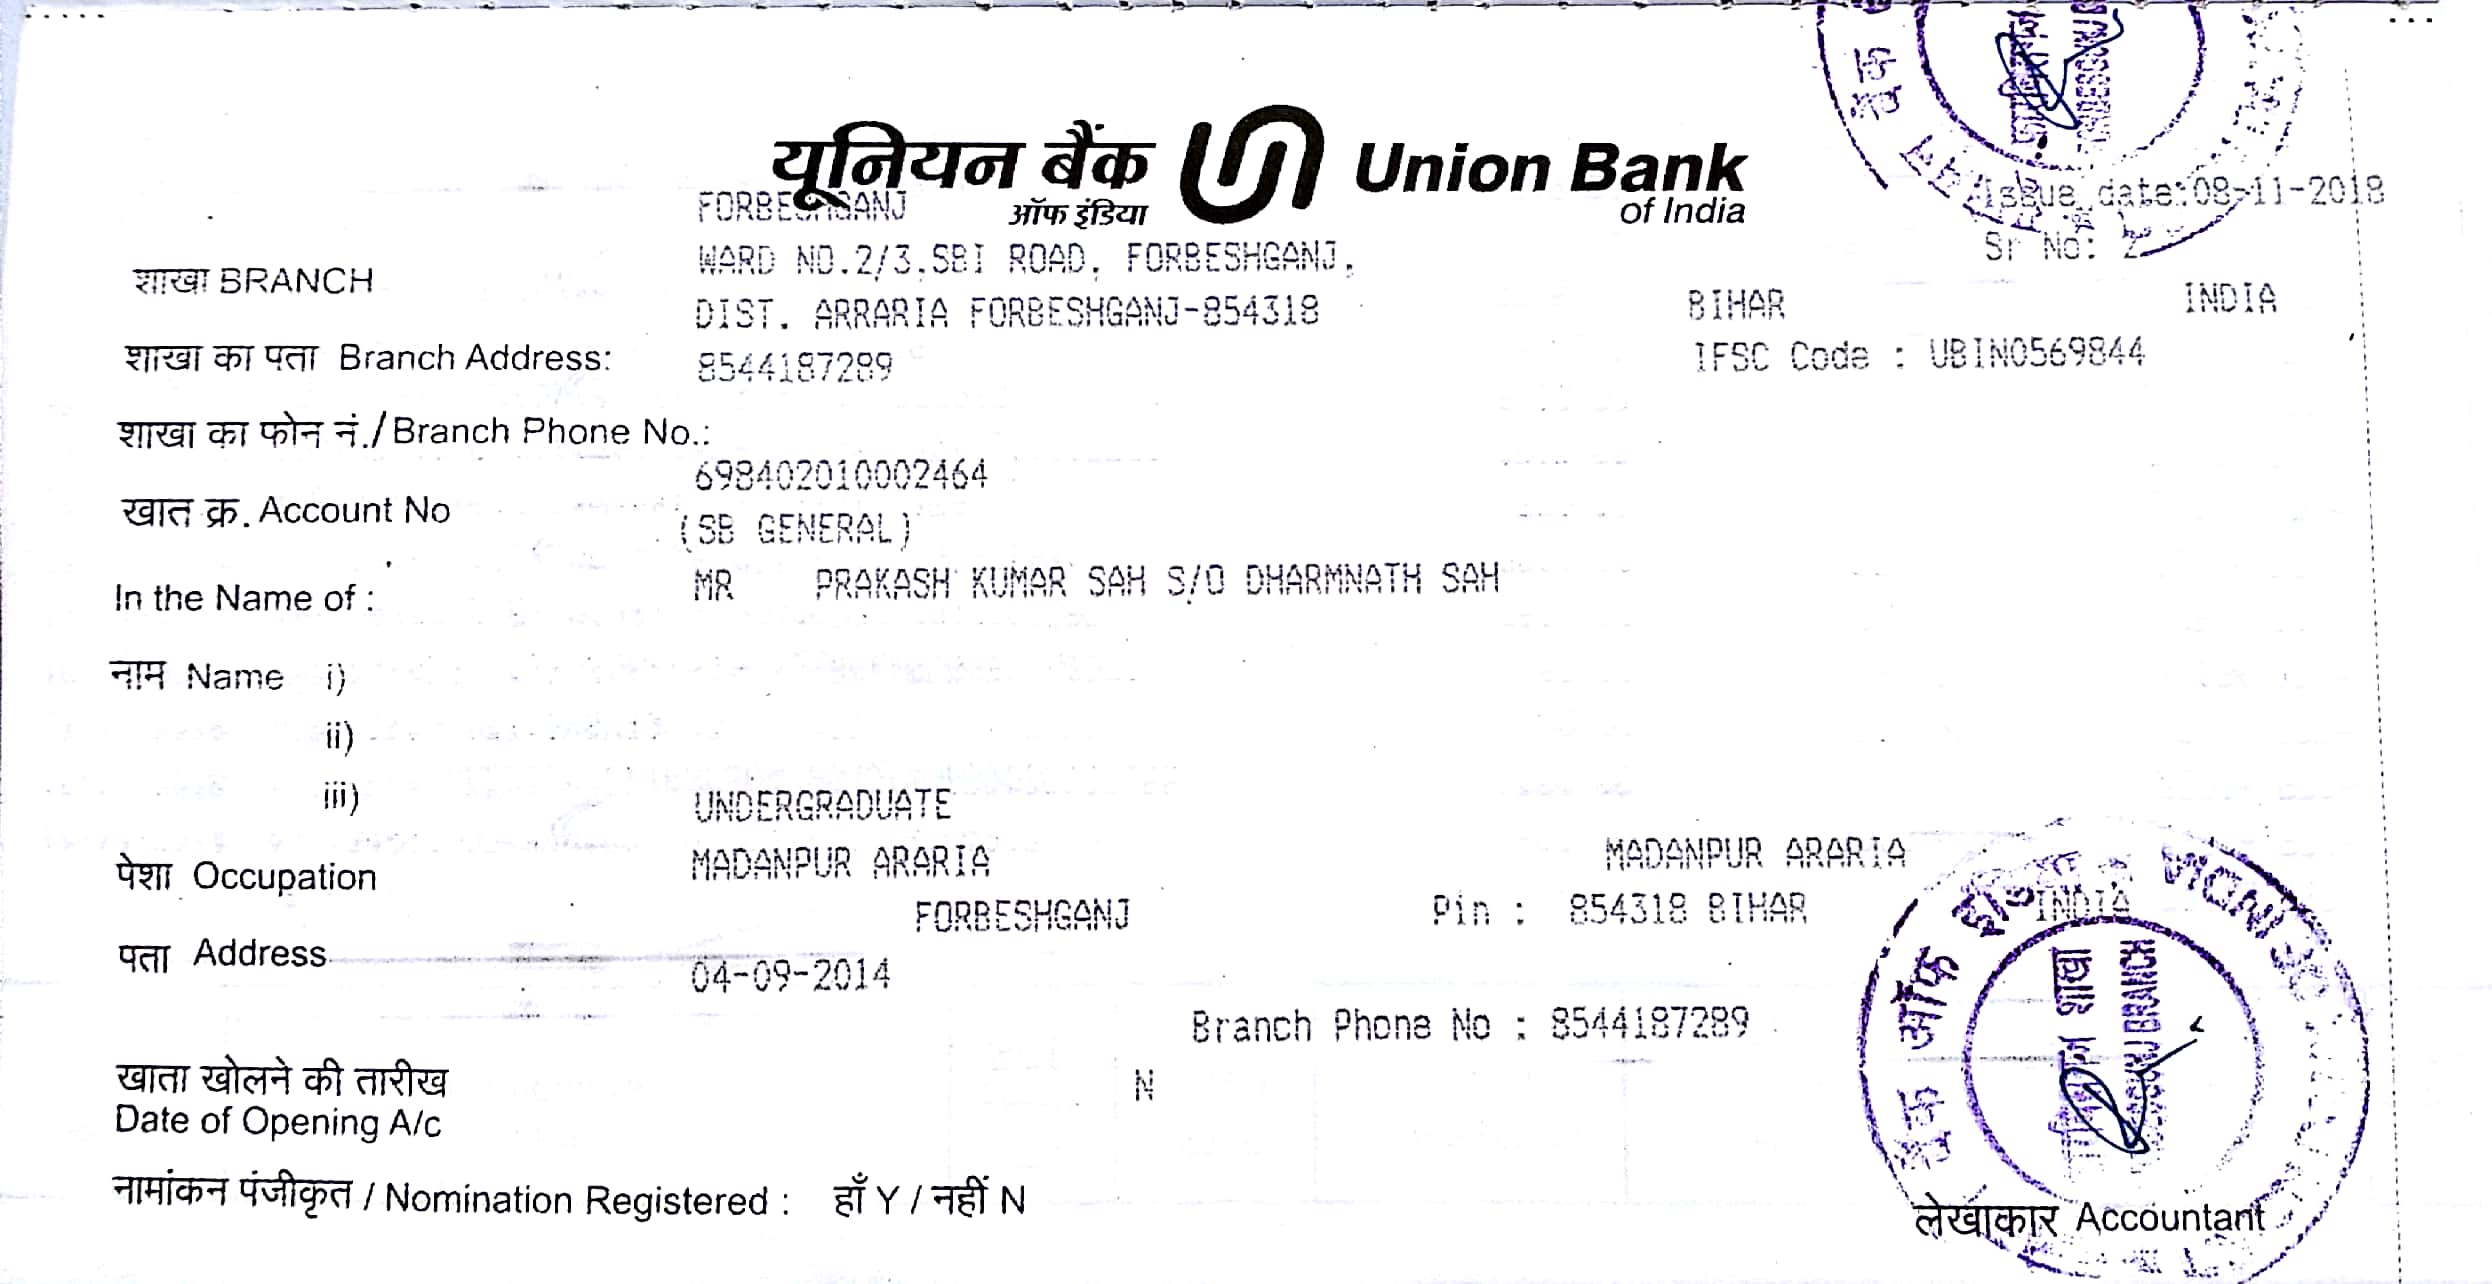 यूनियन बैंक Union Bank
ऑफ इंडिया of India
FORBESHGANJ
Issue date:08-11-2018
WARD NO.2/3,SBI ROAD, FORBESHGANJ,
Sr No: 2
शाखा BRANCH
DIST. ARRARIA FORBESHGANJ-854318 BIHAR INDIA
शाखा का पता Branch Address:
8544187289 IFSC Code : UBIN0569844
शाखा का फोन नं./Branch Phone No.:
698402010002464
खात क्र. Account No
(SB GENERAL)
In the Name of :
MR PRAKASH KUMAR SAH S/O DHARMNATH SAH
नाम Name i)
ii)
iii)
UNDERGRADUATE
पेशा Occupation
MADANPUR ARARIA MADANPUR ARARIA
FORBESHGANJ Pin : 854318 BIHAR INDIA
पता Address
04-09-2014
Branch Phone No : 8544187289
खाता खोलने की तारीख
Date of Opening A/c
N
नामांकन पंजीकृत / Nomination Registered : हाँ Y / नहीं N
लेखाकार Accountant
बैंक ऑफ इंडिया
शाखा
BRANCH